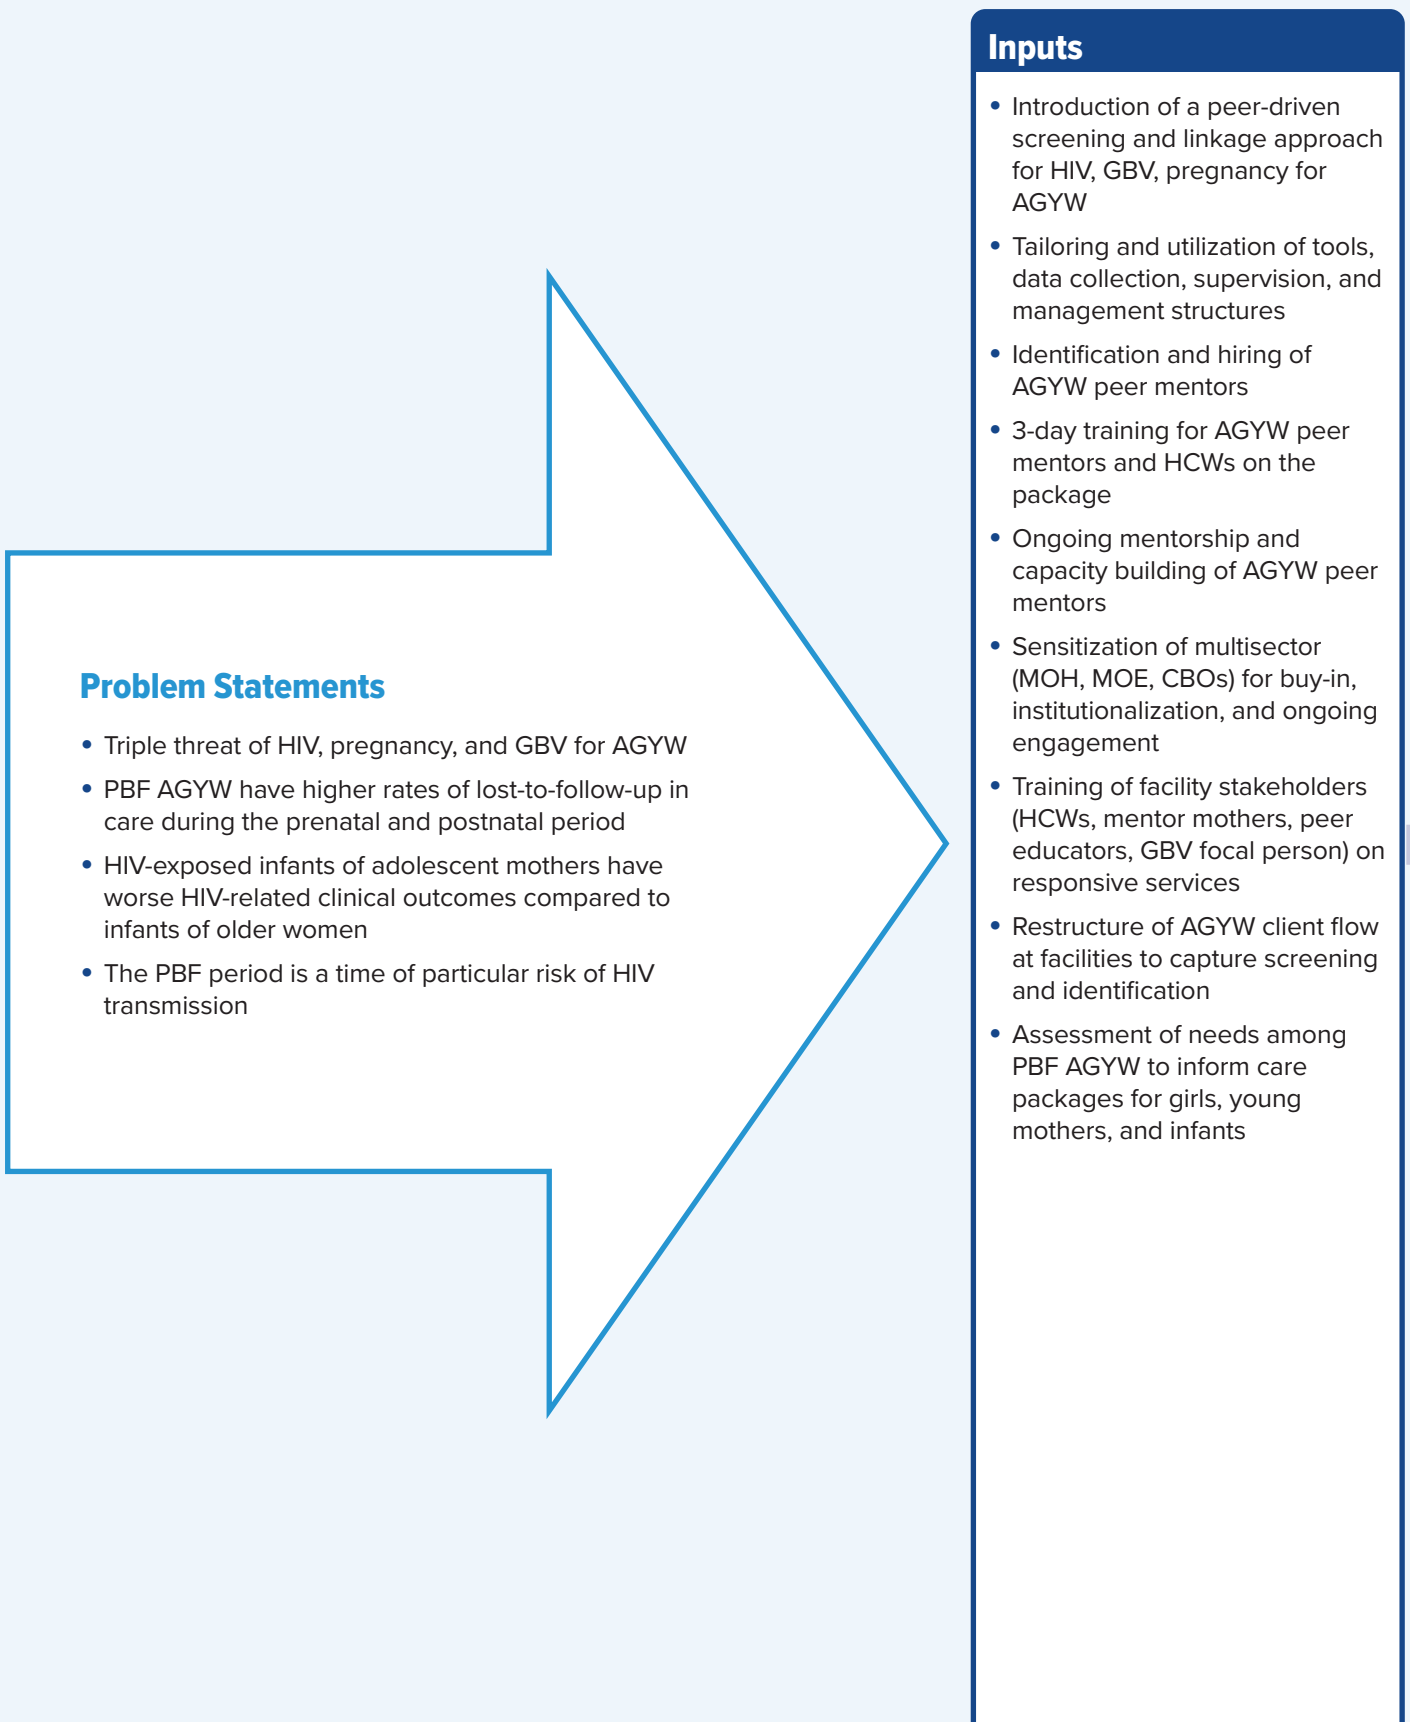 Problem Statements
• Triple threat of HIV, pregnancy, and GBV for AGYW
• PBF AGYW have higher rates of lost-to-follow-up in
care during the prenatal and postnatal period
• HIV-exposed infants of adolescent mothers have
worse HIV-related clinical outcomes compared to
infants of older women
• The PBF period is a time of particular risk of HIV
transmission
Inputs
• Introduction of a peer-driven
screening and linkage approach
for HIV, GBV, pregnancy for
AGYW
• Tailoring and utilization of tools,
data collection, supervision, and
management structures
• Identification and hiring of
AGYW peer mentors
• 3-day training for AGYW peer
mentors and HCWs on the
package
• Ongoing mentorship and
capacity building of AGYW peer
mentors
• Sensitization of multisector
(MOH, MOE, CBOs) for buy-in,
institutionalization, and ongoing
engagement
• Training of facility stakeholders
(HCWs, mentor mothers, peer
educators, GBV focal person) on
responsive services
• Restructure of AGYW client flow
at facilities to capture screening
and identification
• Assessment of needs among
PBF AGYW to inform care
packages for girls, young
mothers, and infants